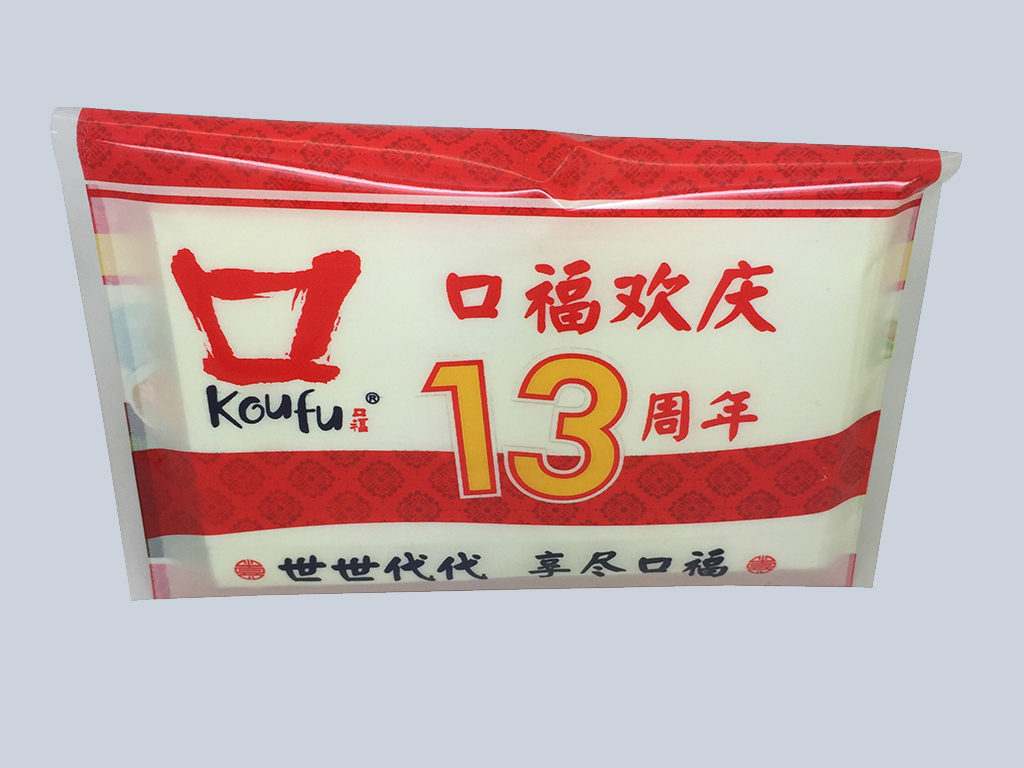 口
Koufu® 口福
口福欢庆
13周年
世世代代 享尽口福